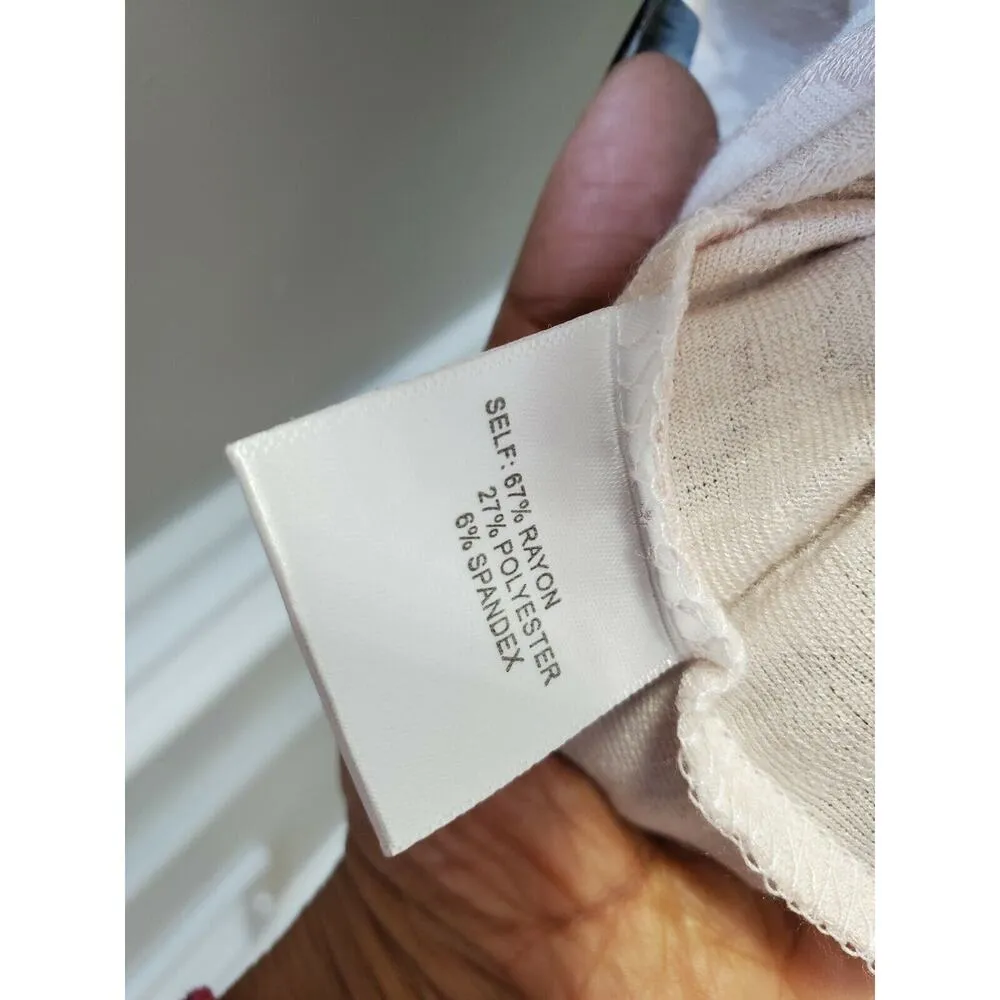 SELF: 67% RAYON
27% POLYESTER
6% SPANDEX